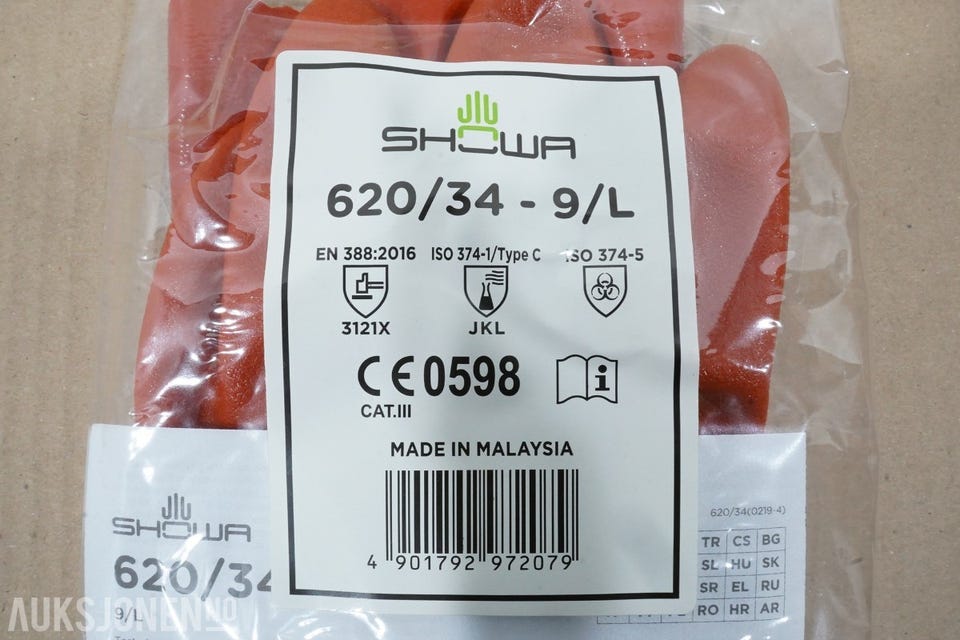 SHOWA
620/34 - 9/L
EN 388:2016 ISO 374-1/Type C ISO 374-5
3121X JKL
CE 0598
CAT.III
i
MADE IN MALAYSIA
4 901792 972079
SHOWA
620/34
9/L
620/34(0219-4)
TR CS BG
SL HU SK
SR EL RU
RO HR AR
AUKSJONEN.NO